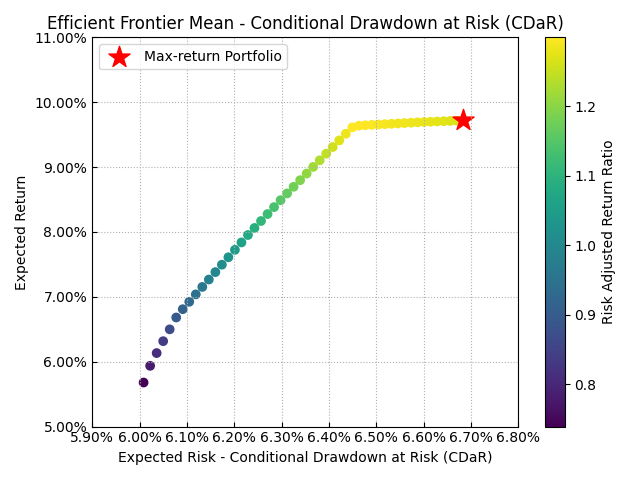 Efficient Frontier Mean - Conditional Drawdown at Risk (CDaR)
Max-return Portfolio
11.00%
10.00%
9.00%
8.00%
7.00%
6.00%
5.00%
Expected Return
5.90% 6.00% 6.10% 6.20% 6.30% 6.40% 6.50% 6.60% 6.70% 6.80%
Expected Risk - Conditional Drawdown at Risk (CDaR)
1.2
1.1
1.0
0.9
0.8
Risk Adjusted Return Ratio